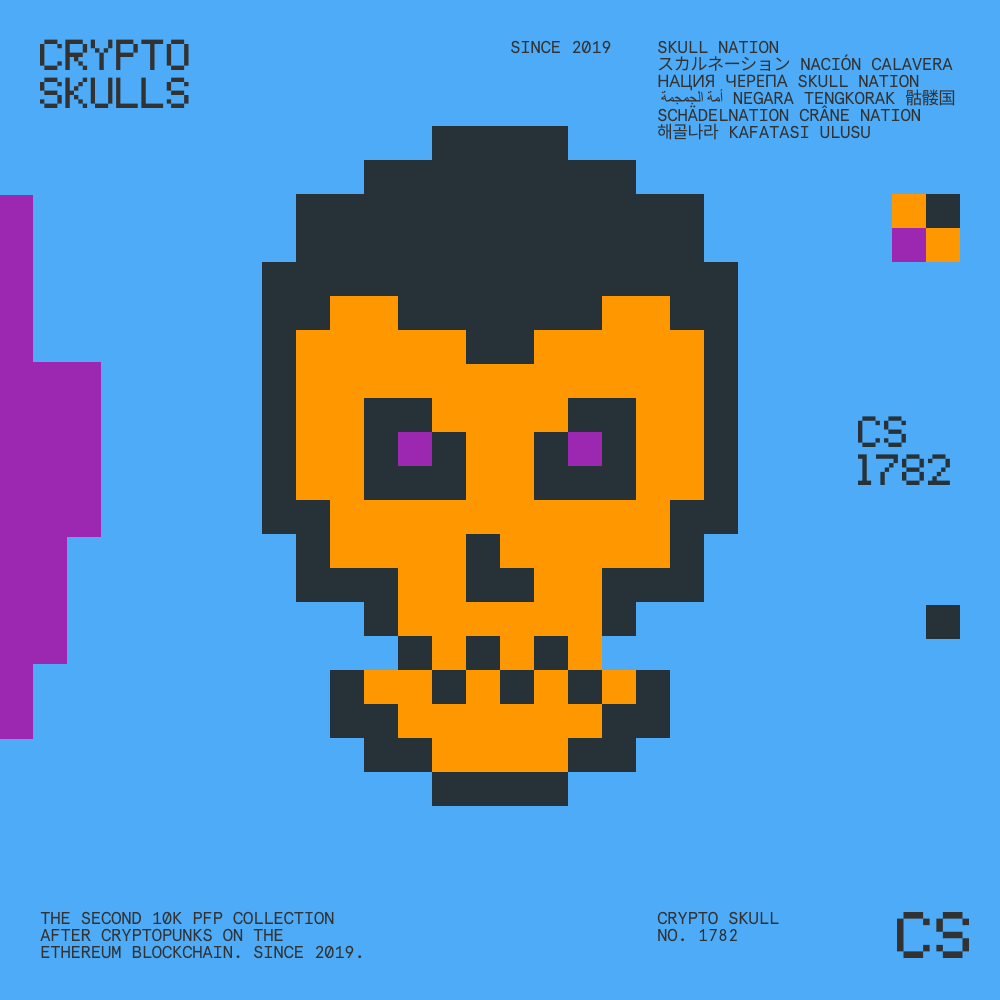 CRYPTO
SKULLS
SINCE 2019
SKULL NATION
スカルネーション NACIÓN CALAVERA
НАЦИЯ ЧЕРЕПА SKULL NATION
أمة الجمجمة NEGARA TENGKORAK 骷髅国
SCHÄDELNATION CRÂNE NATION
해골나라 KAFATASI ULUSU
CS
1782
THE SECOND 10K PFP COLLECTION
AFTER CRYPTOPUNKS ON THE
ETHEREUM BLOCKCHAIN. SINCE 2019.
CRYPTO SKULL
NO. 1782
CS